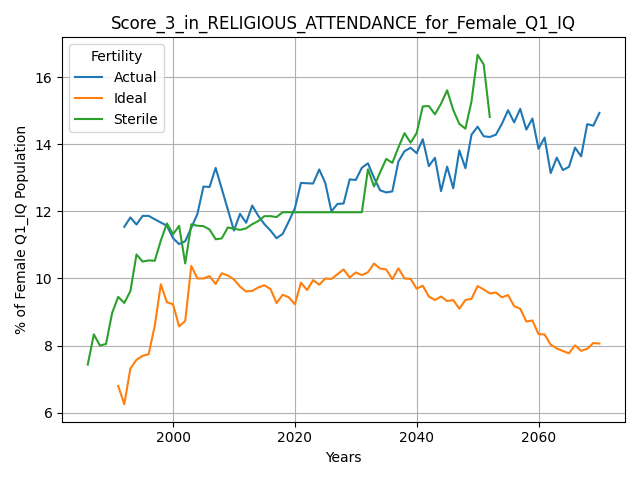 Score_3_in_RELIGIOUS_ATTENDANCE_for_Female_Q1_IQ
Fertility
Actual
Ideal
Sterile
% of Female Q1_IQ Population
16
14
12
10
8
6
2000 2020 2040 2060
Years